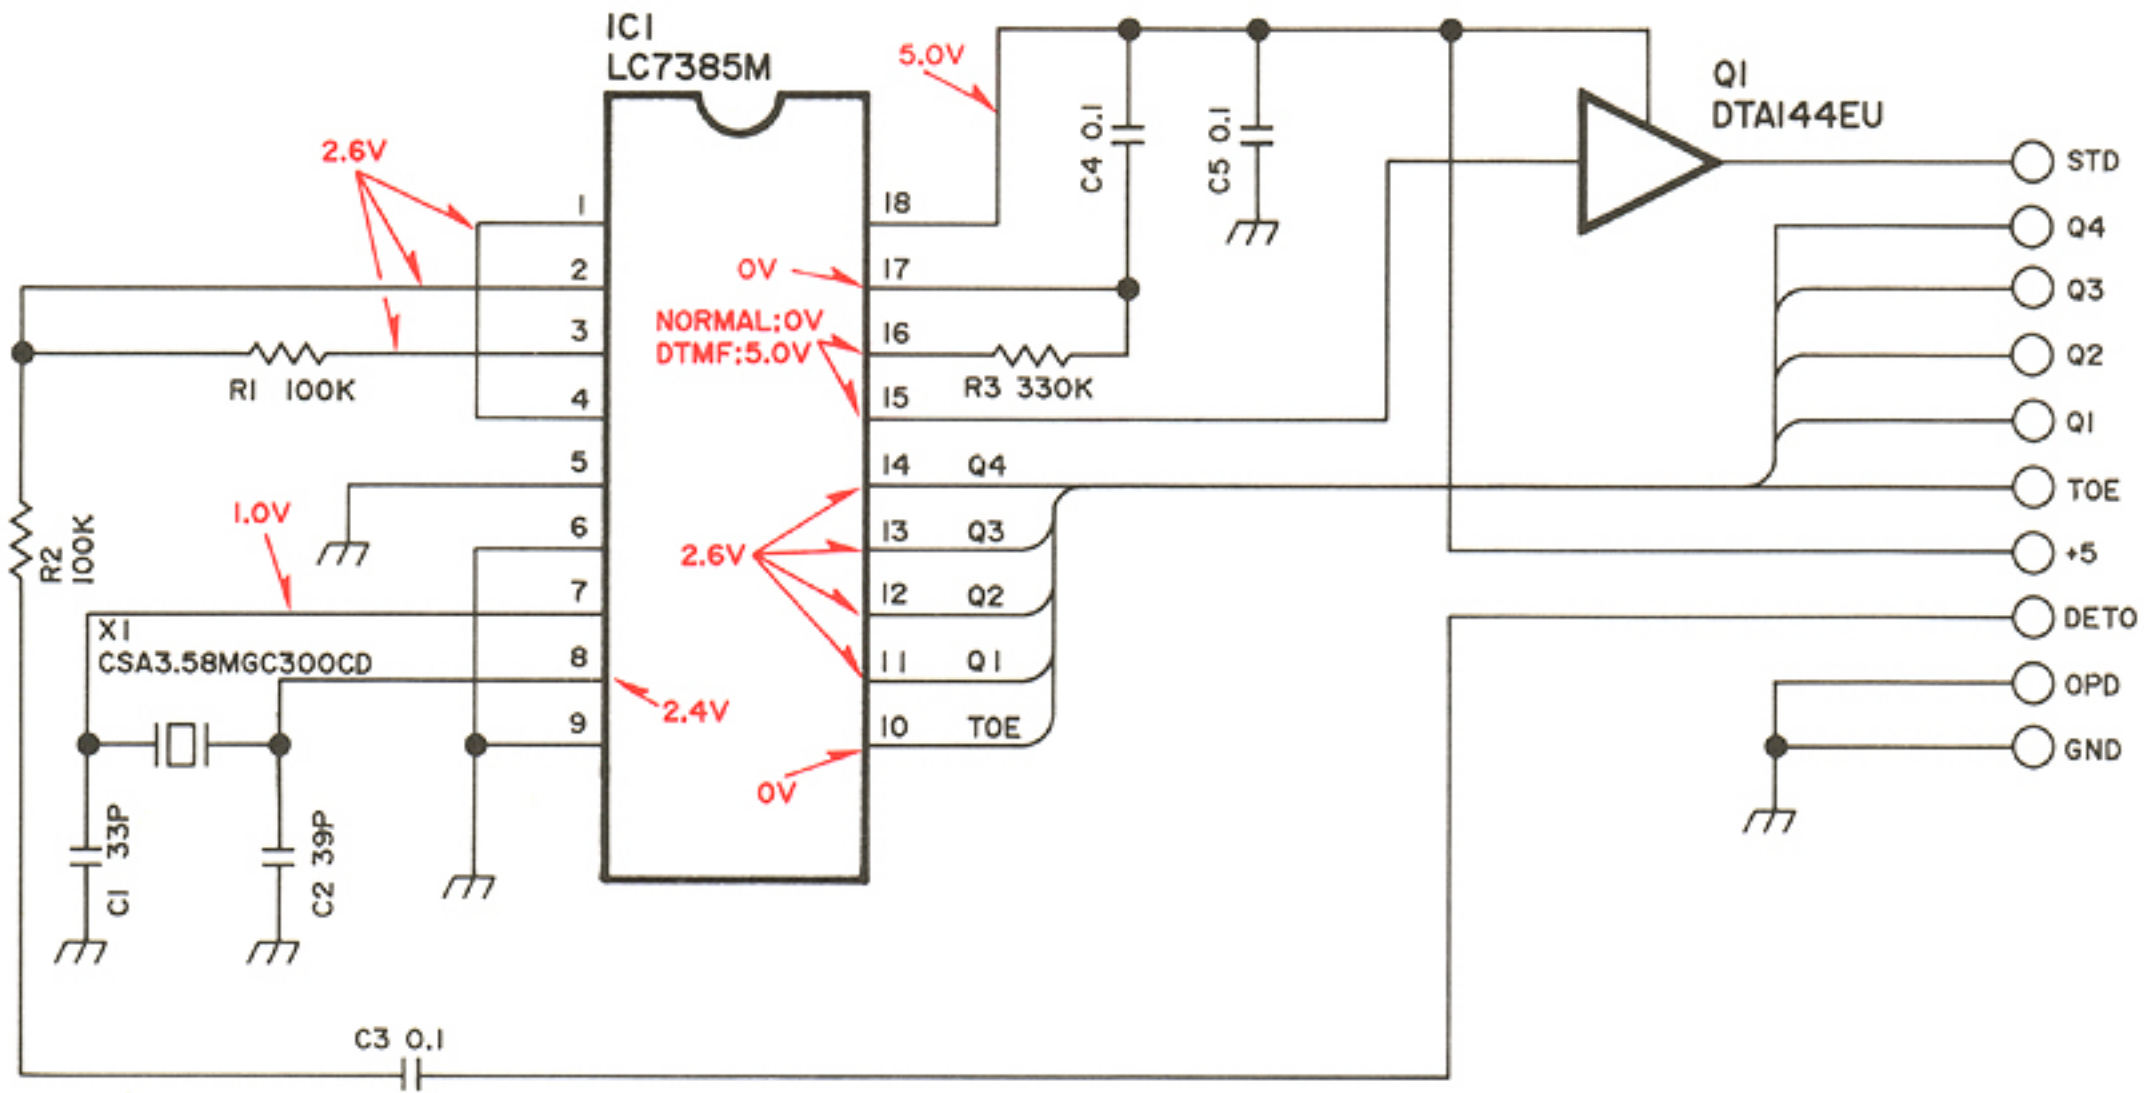 IC1
LC7385M
5.0V
Q1
DTA144EU
C4 0.1
C5 0.1
2.6V
STD
Q4
Q3
Q2
Q1
TOE
+5
DETO
OPD
GND
1
2
3
4
5
6
7
8
9
18
17
16
15
14 Q4
13 Q3
12 Q2
11 Q1
10 TOE
0V
NORMAL:0V
DTMF:5.0V
R1 100K
R3 330K
R2
100K
1.0V
2.6V
X1
CSA3.58MGC300CD
2.4V
0V
C1 33P
C2 39P
C3 0.1